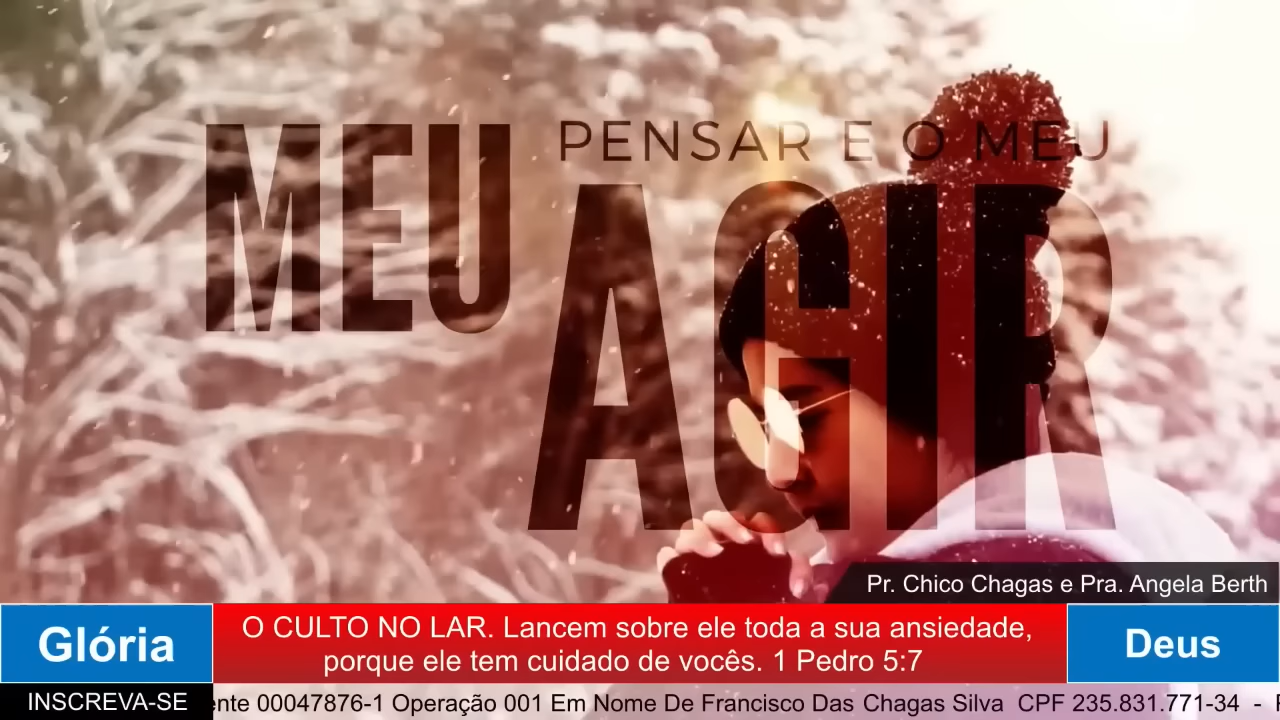 MEU
PENSAR E O MEU
AGIR
Pr. Chico Chagas e Pra. Angela Berth
Glória
O CULTO NO LAR. Lancem sobre ele toda a sua ansiedade,
porque ele tem cuidado de vocês. 1 Pedro 5:7
Deus
INSCREVA-SE
ente 00047876-1 Operação 001 Em Nome De Francisco Das Chagas Silva CPF 235.831.771-34 -